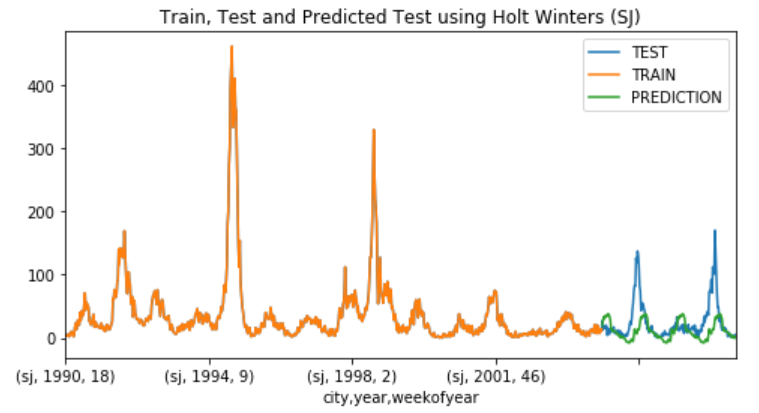 Train, Test and Predicted Test using Holt Winters (SJ)
TEST
TRAIN
PREDICTION
400
300
200
100
0
(sj, 1990, 18) (sj, 1994, 9) (sj, 1998, 2) (sj, 2001, 46)
city,year,weekofyear